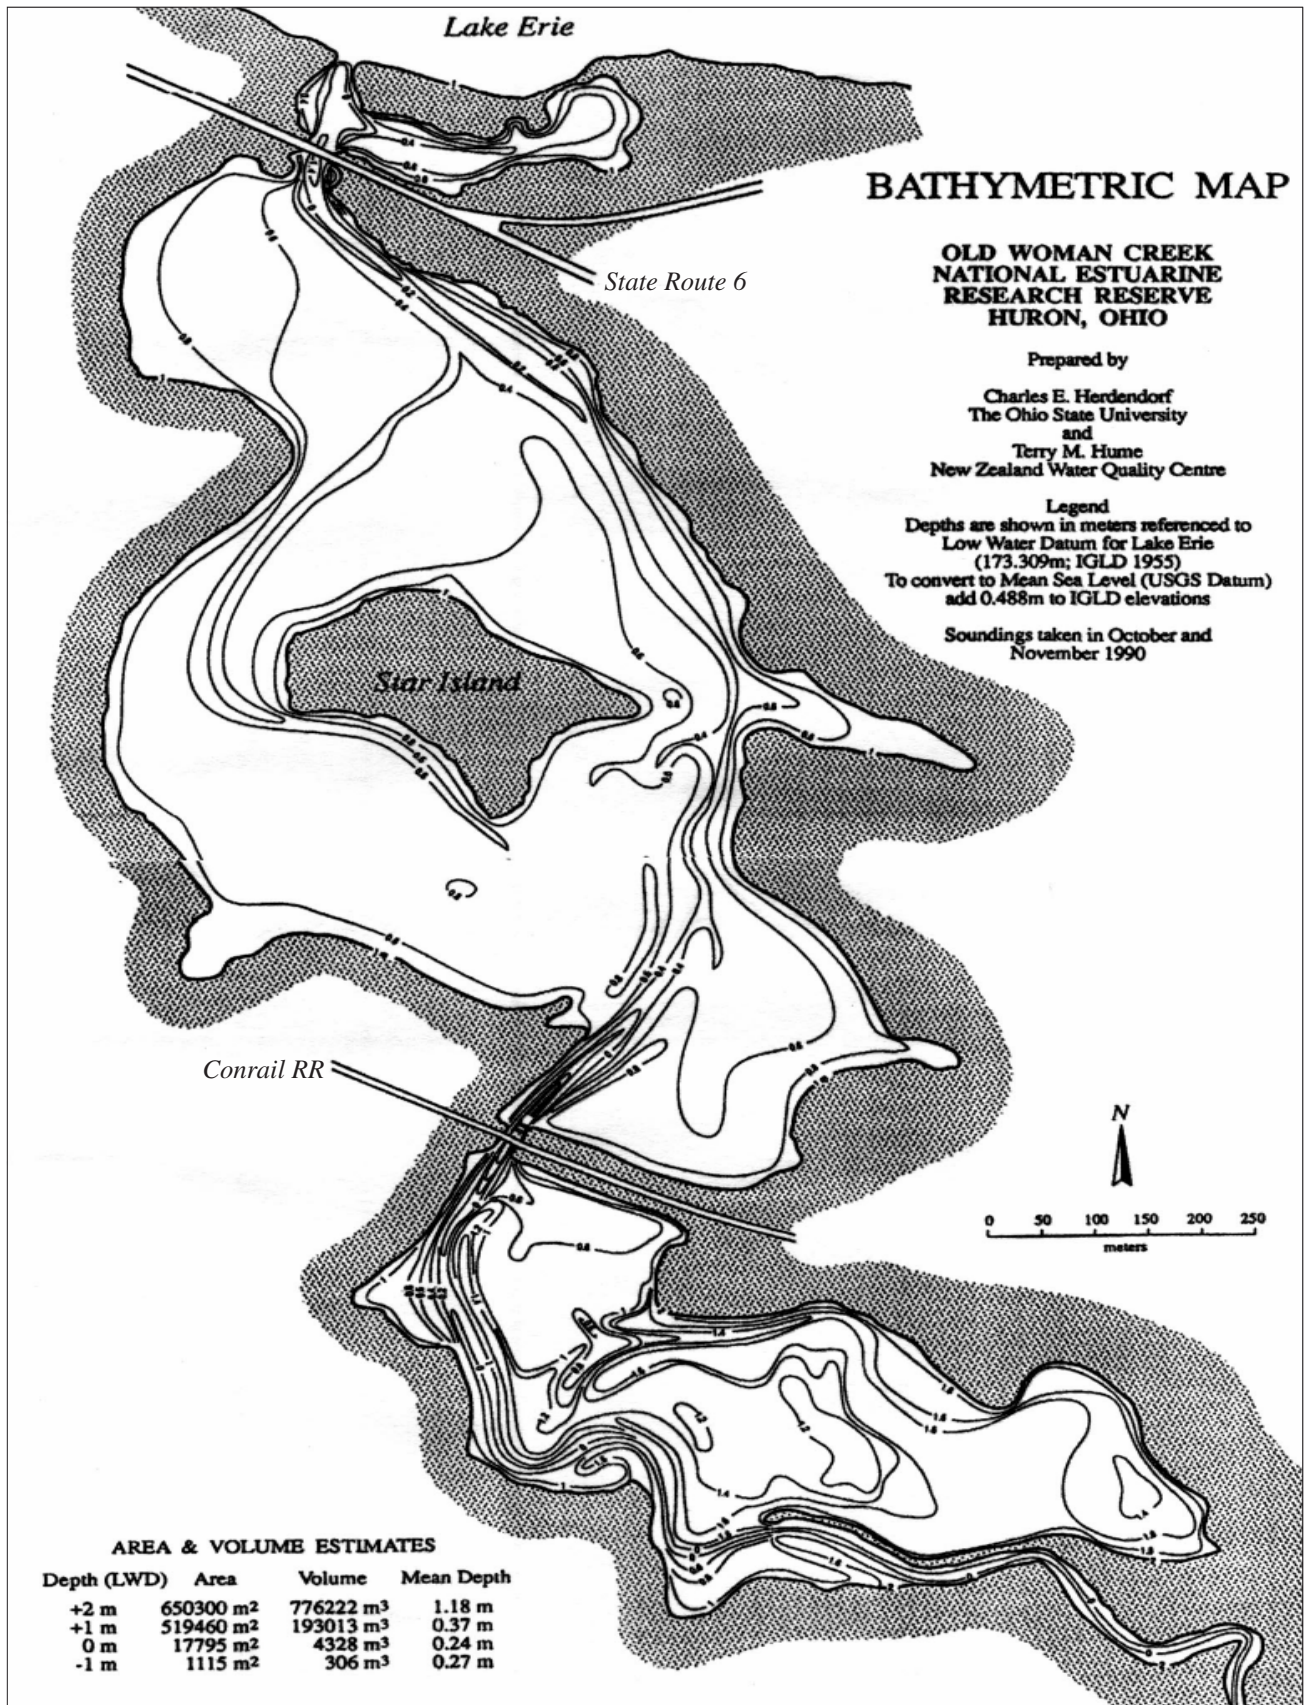 Lake Erie
BATHYMETRIC MAP
OLD WOMAN CREEK
NATIONAL ESTUARINE
RESEARCH RESERVE
HURON, OHIO
State Route 6
Prepared by
Charles E. Herdendorf
The Ohio State University
and
Terry M. Hume
New Zealand Water Quality Centre
Legend
Depths are shown in meters referenced to
Low Water Datum for Lake Erie
(173.309m; IGLD 1955)
To convert to Mean Sea Level (USGS Datum)
add 0.488m to IGLD elevations
Soundings taken in October and
November 1990
Star Island
Conrail RR
N
0 50 100 150 200 250
meters
AREA & VOLUME ESTIMATES
Depth (LWD) Area Volume Mean Depth
+2 m 650300 m² 776222 m³ 1.18 m
+1 m 519460 m² 193013 m³ 0.37 m
0 m 17795 m² 4328 m³ 0.24 m
-1 m 1115 m² 306 m³ 0.27 m